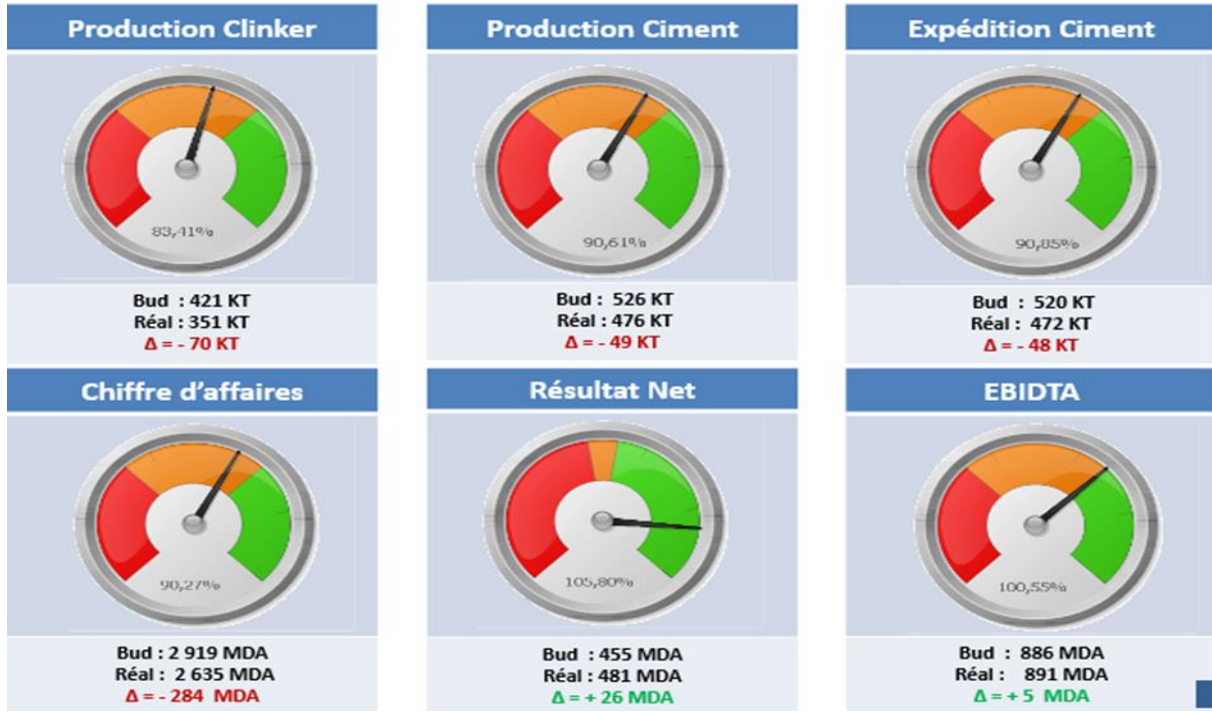 Production Clinker
83,41%
Bud : 421 KT
Réal : 351 KT
Δ = - 70 KT
Production Ciment
90,61%
Bud : 526 KT
Réal : 476 KT
Δ = - 49 KT
Expédition Ciment
90,85%
Bud : 520 KT
Réal : 472 KT
Δ = - 48 KT
Chiffre d’affaires
90,27%
Bud : 2 919 MDA
Réal : 2 635 MDA
Δ = - 284 MDA
Résultat Net
105,80%
Bud : 455 MDA
Réal : 481 MDA
Δ = + 26 MDA
EBIDTA
100,55%
Bud : 886 MDA
Réal : 891 MDA
Δ = + 5 MDA